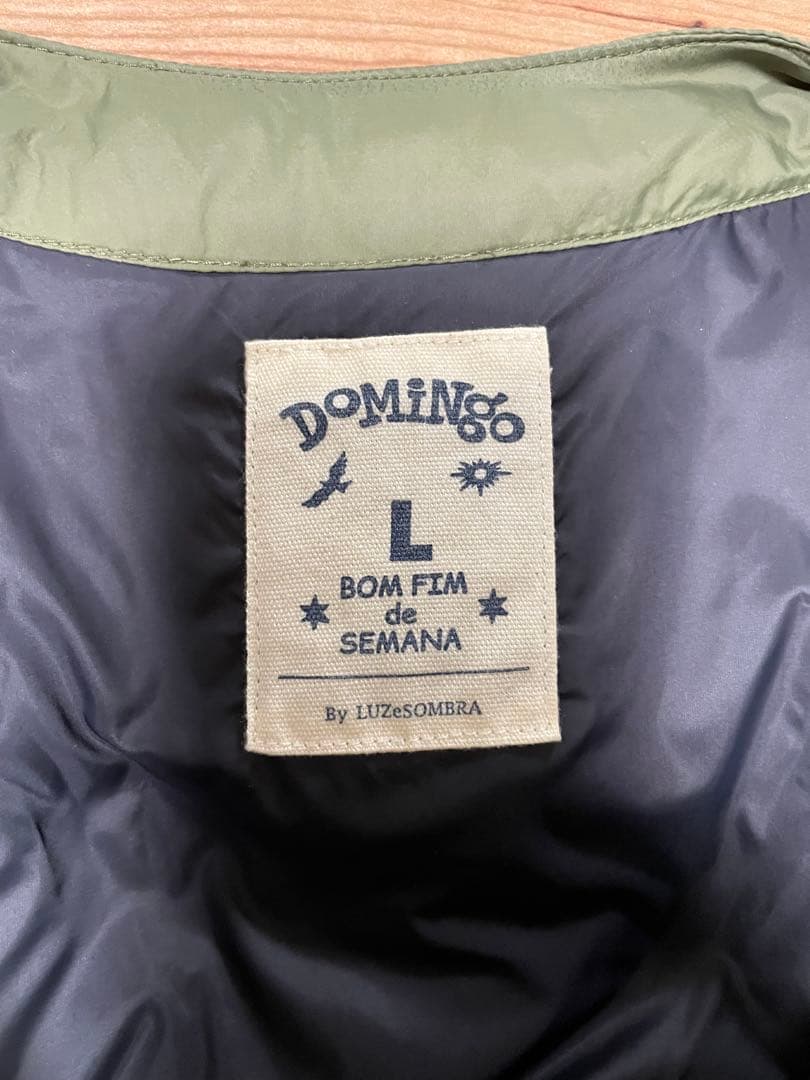 DOMiNgo
L
BOM FIM
de
SEMANA
By LUZeSOMBRA